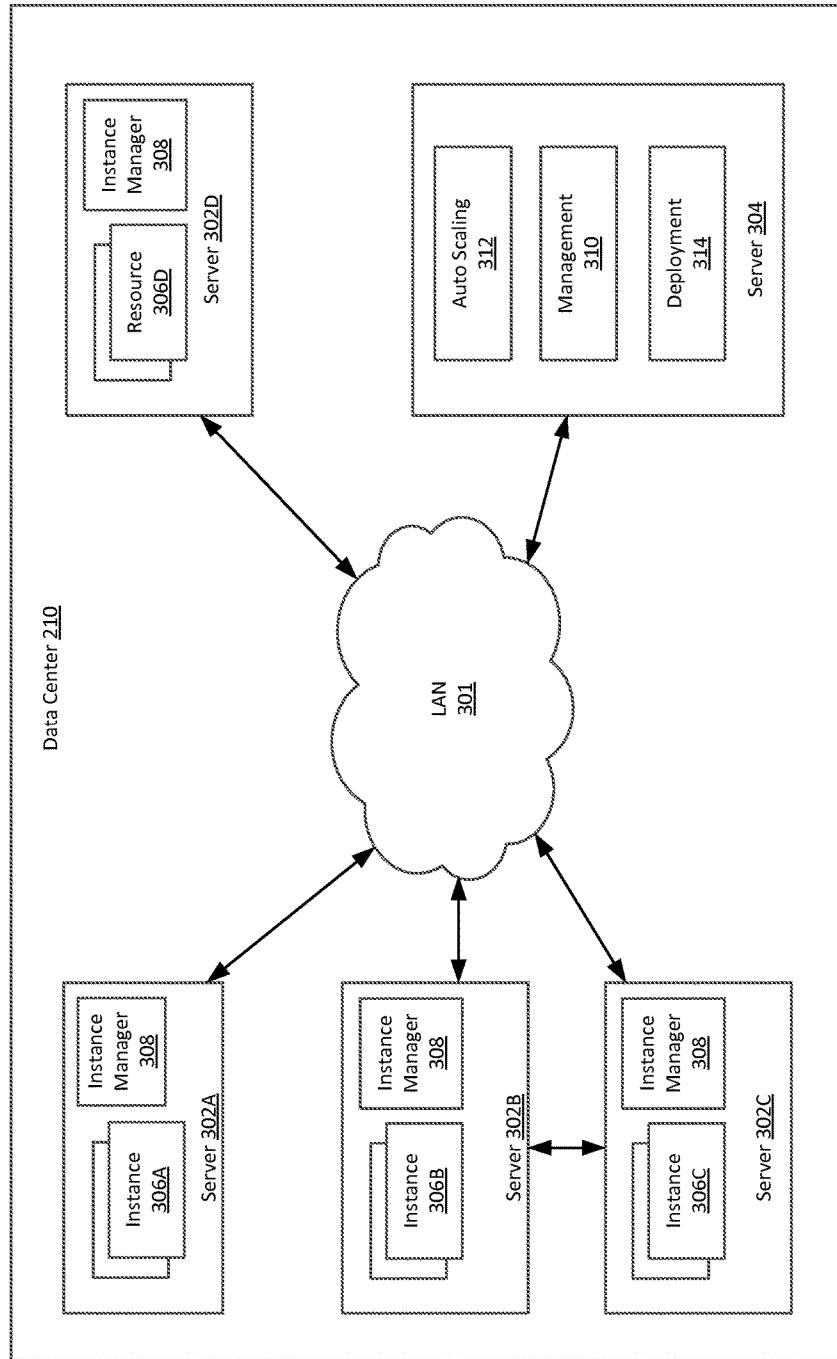 Data Center 210
Instance
Manager
308
Instance
306A
Server 302A
Instance
Manager
308
Instance
306B
Server 302B
Instance
Manager
308
Instance
306C
Server 302C
LAN
301
Instance
Manager
308
Resource
306D
Server 302D
Auto Scaling
312
Management
310
Deployment
314
Server 304